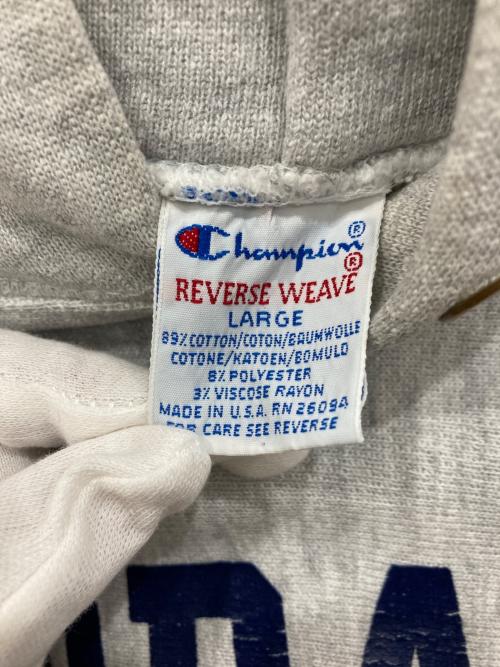 Champion®
REVERSE WEAVE®
LARGE
89% COTTON/COTON/BAUMWOLLE
COTONE/KATOEN/BOMULD
8% POLYESTER
3% VISCOSE RAYON
MADE IN U.S.A. RN 26094
FOR CARE SEE REVERSE